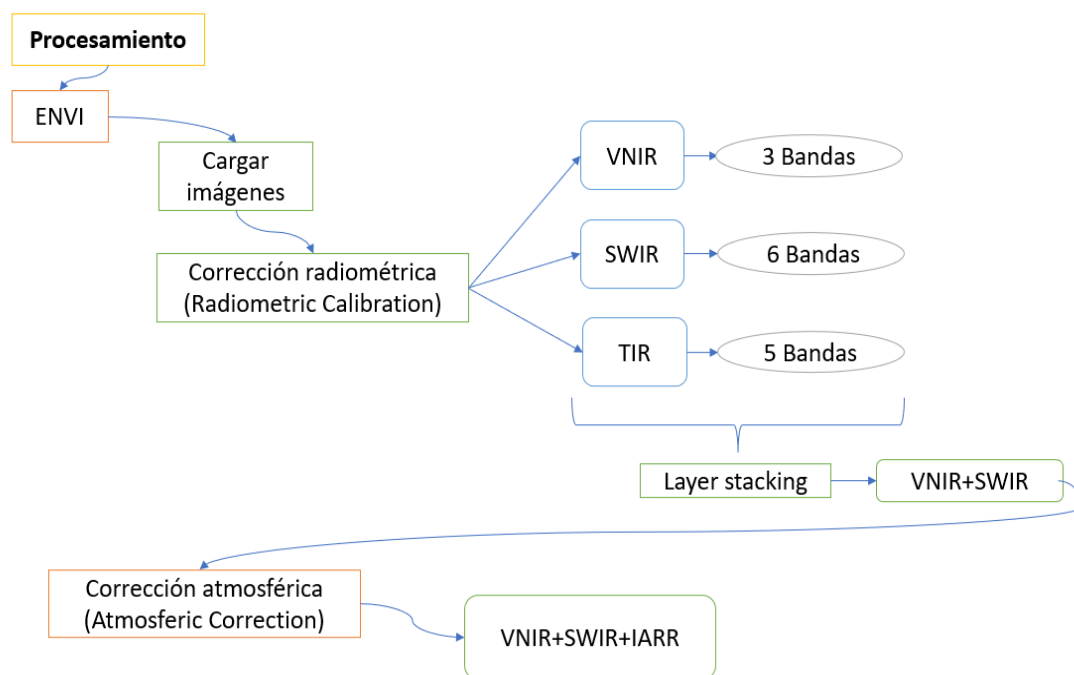 Procesamiento
ENVI
Cargar
imágenes
Corrección radiométrica
(Radiometric Calibration)
VNIR
3 Bandas
SWIR
6 Bandas
TIR
5 Bandas
Layer stacking
VNIR+SWIR
Corrección atmosférica
(Atmosferic Correction)
VNIR+SWIR+IARR